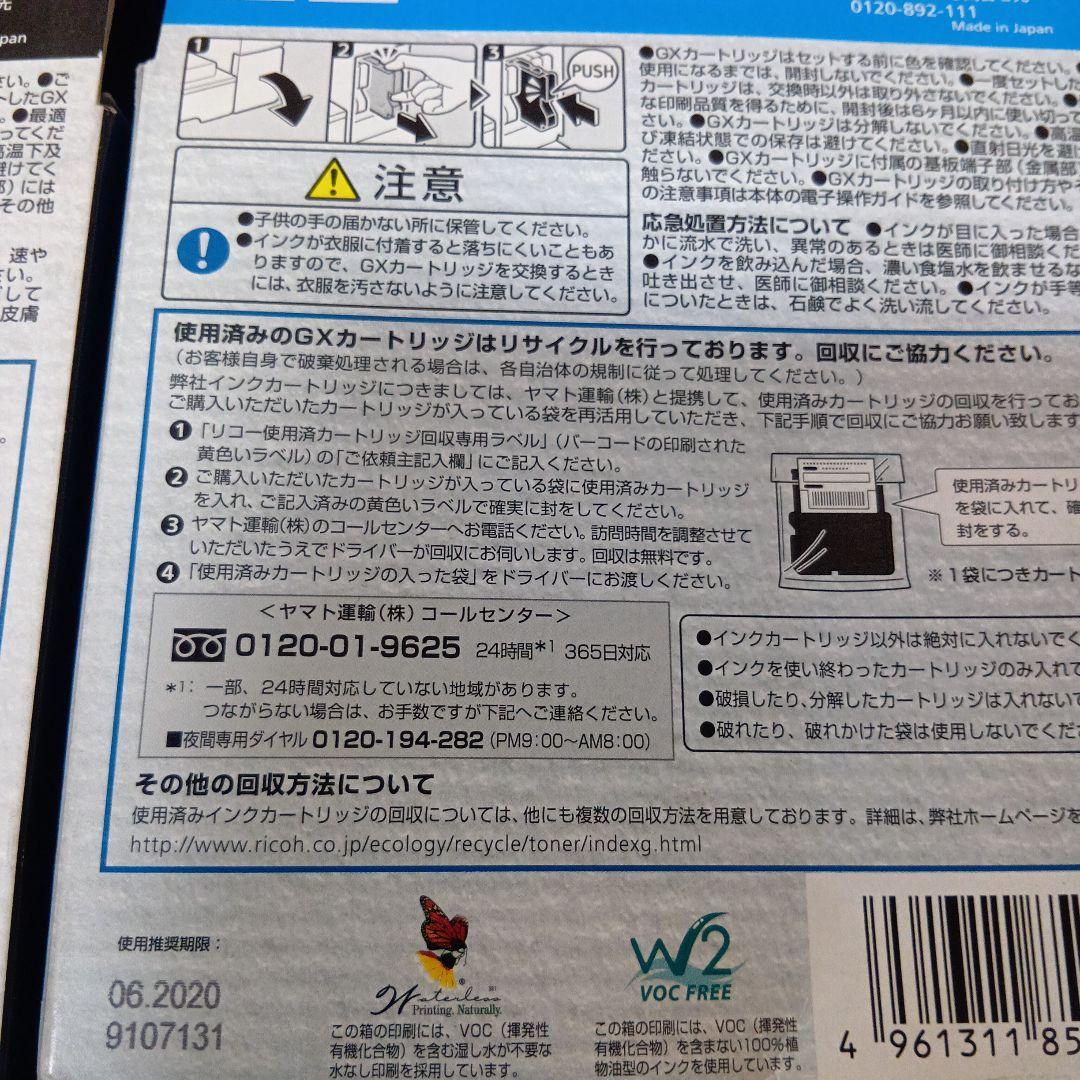 0120-892-111
Made in Japan
1
2
3
PUSH
●GXカートリッジはセットする前に色を確認してください。
使用になるまでは、開封しないでください。●一度セットした
カートリッジは、交換時以外は取り外さないでください。
な印刷品質を得るために、開封後は6ヶ月以内に使い切って
●GXカートリッジは分解しないでください。●高温
び凍結状態での保存は避けてください。●直射日光を避け
ださい。●GXカートリッジに付属の基板端子部(金属部
触らないでください。●GXカートリッジの取り付け方やそ
の注意事項は本体の電子操作ガイドを参照してください。
注意
●子供の手の届かない所に保管してください。
●インクが衣服に付着すると落ちにくいこともあ
りますので、GXカートリッジを交換するとき
には、衣服を汚さないように注意してください。
応急処置方法について ●インクが目に入った場合
かに流水で洗い、異常のあるときは医師に御相談くだ
●インクを飲み込んだ場合、濃い食塩水を飲ませるな
吐き出させ、医師に御相談ください。●インクが手等
についたときは、石鹸でよく洗い流してください。
使用済みのGXカートリッジはリサイクルを行っております。回収にご協力ください。
(お客様自身で破棄処理される場合は、各自治体の規制に従って処理してください。)
弊社インクカートリッジにつきましては、ヤマト運輸(株)と提携して、使用済みカートリッジの回収を行ってお
ご購入いただいたカートリッジが入っている袋を再活用していただき、下記手順で回収にご協力お願い致します
❶「リコー使用済カートリッジ回収専用ラベル」(バーコードの印刷された
黄色いラベル)の「ご依頼主記入欄」にご記入ください。
❷ご購入いただいたカートリッジが入っている袋に使用済みカートリッジ
を入れ、ご記入済みの黄色いラベルで確実に封をしてください。
❸ヤマト運輸(株)のコールセンターへお電話ください。訪問時間を調整させて
いただいたうえでドライバーが回収にお伺いします。回収は無料です。
❹「使用済みカートリッジの入った袋」をドライバーにお渡しください。
使用済みカートリ
を袋に入れて、確
封をする。
※1袋につきカート
<ヤマト運輸(株)コールセンター>
0120-01-9625 24時間*1 365日対応
*1: 一部、24時間対応していない地域があります。
つながらない場合は、お手数ですが下記へご連絡ください。
■夜間専用ダイヤル 0120-194-282 (PM9:00〜AM8:00)
●インクカートリッジ以外は絶対に入れないでく
●インクを使い終わったカートリッジのみ入れて
●破損したり、分解したカートリッジは入れないで
●破れたり、破れかけた袋は使用しないでくだ
その他の回収方法について
使用済みインクカートリッジの回収については、他にも複数の回収方法を用意しております。詳細は、弊社ホームページを
http://www.ricoh.co.jp/ecology/recycle/toner/indexg.html
使用推奨期限:
06.2020
9107131
Waterless
Printing. Naturally.
この箱の印刷には、VOC(揮発性
有機化合物)を含む湿し水が不要な
水なし印刷を採用しています。
W2
VOC FREE
この箱の印刷には、VOC(揮発性
有機化合物)を含まない100%植
物油型のインクを使用しています。
4 961311 85